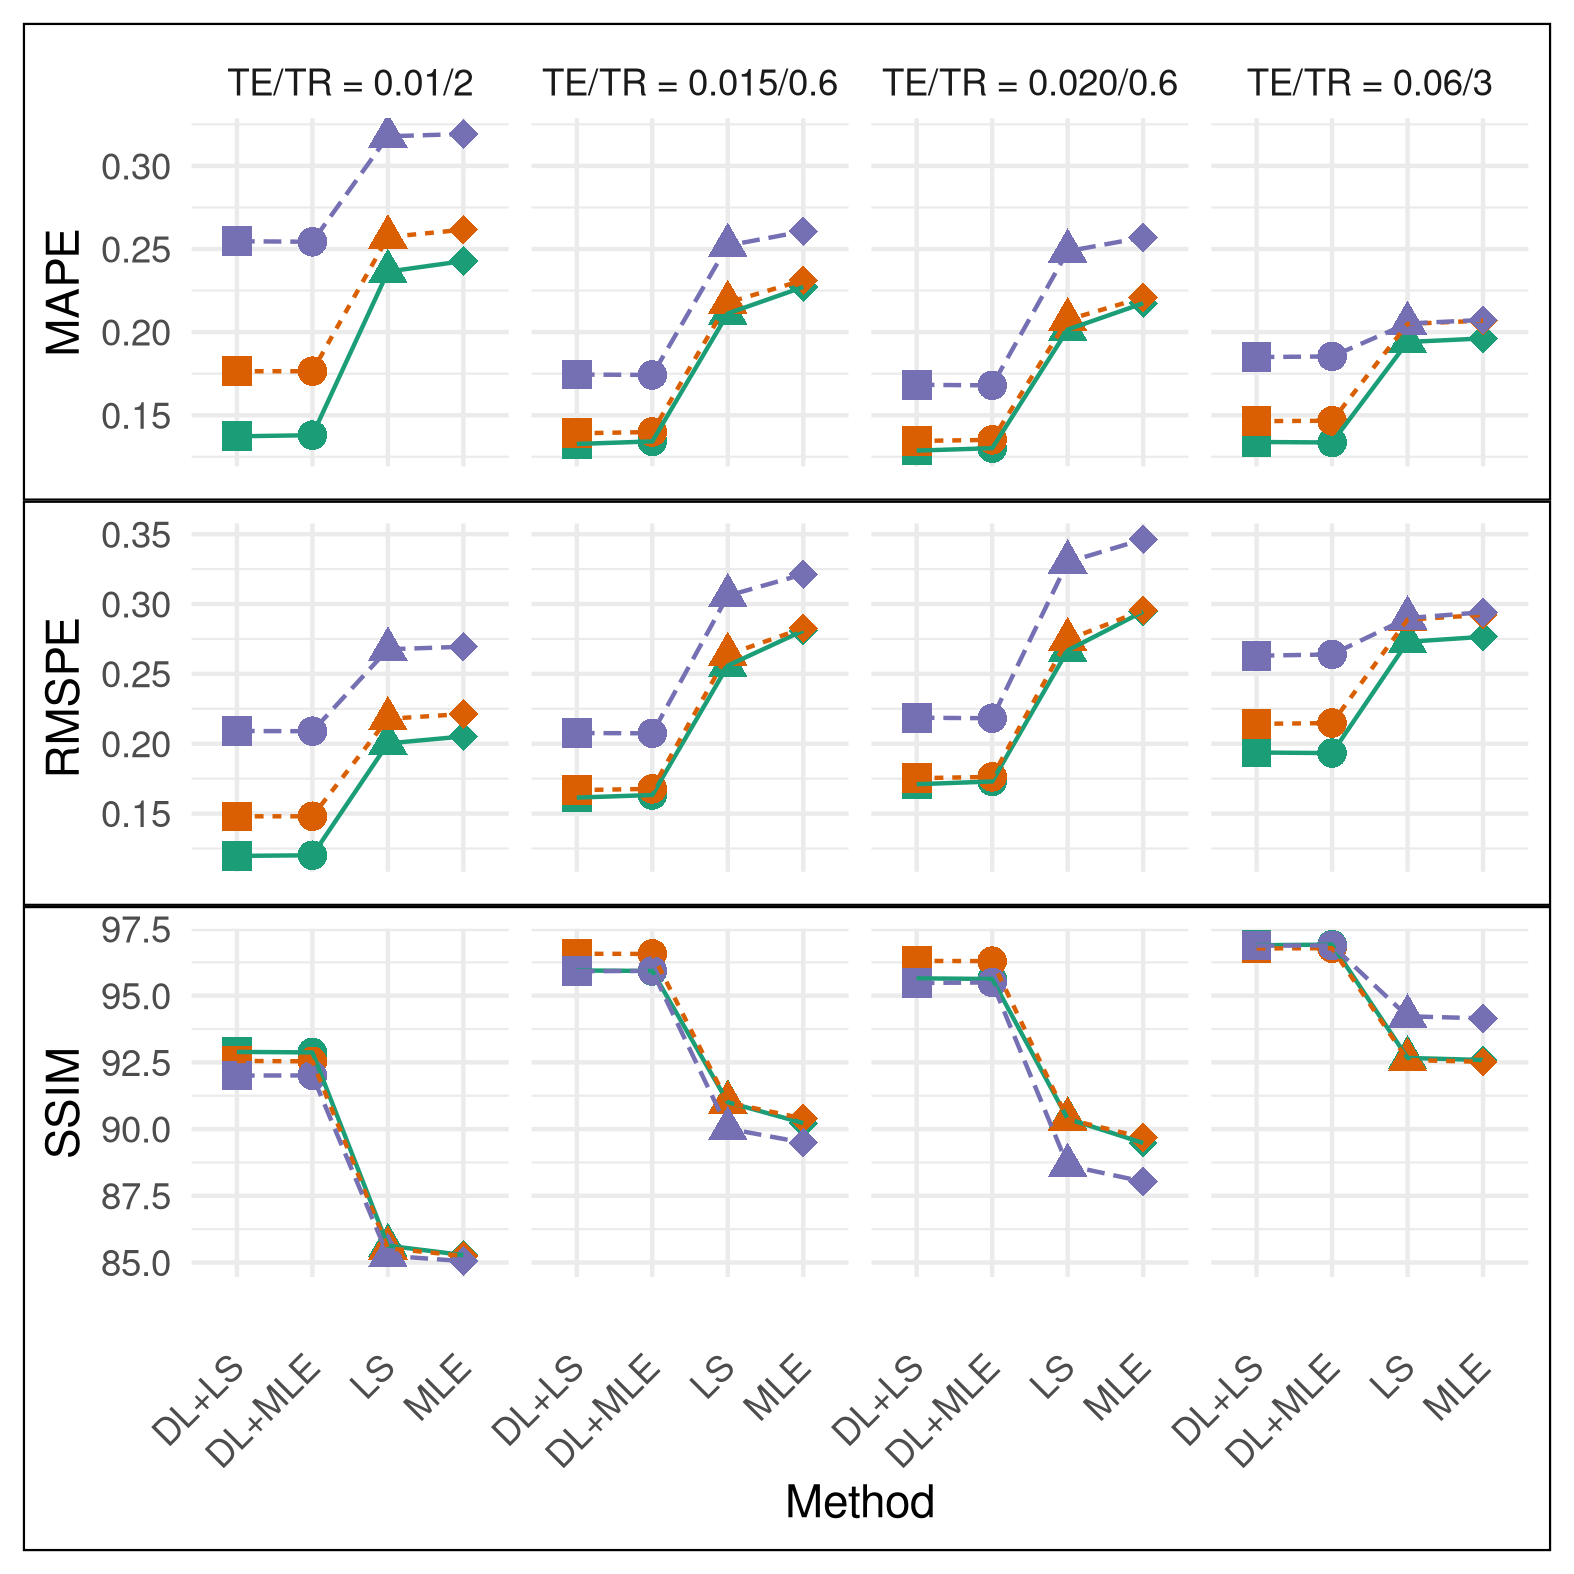 TE/TR = 0.01/2 TE/TR = 0.015/0.6 TE/TR = 0.020/0.6 TE/TR = 0.06/3
MAPE
0.30
0.25
0.20
0.15
RMSPE
0.35
0.30
0.25
0.20
0.15
SSIM
97.5
95.0
92.5
90.0
87.5
85.0
DL+LS DL+MLE LS MLE DL+LS DL+MLE LS MLE DL+LS DL+MLE LS MLE DL+LS DL+MLE LS MLE
Method